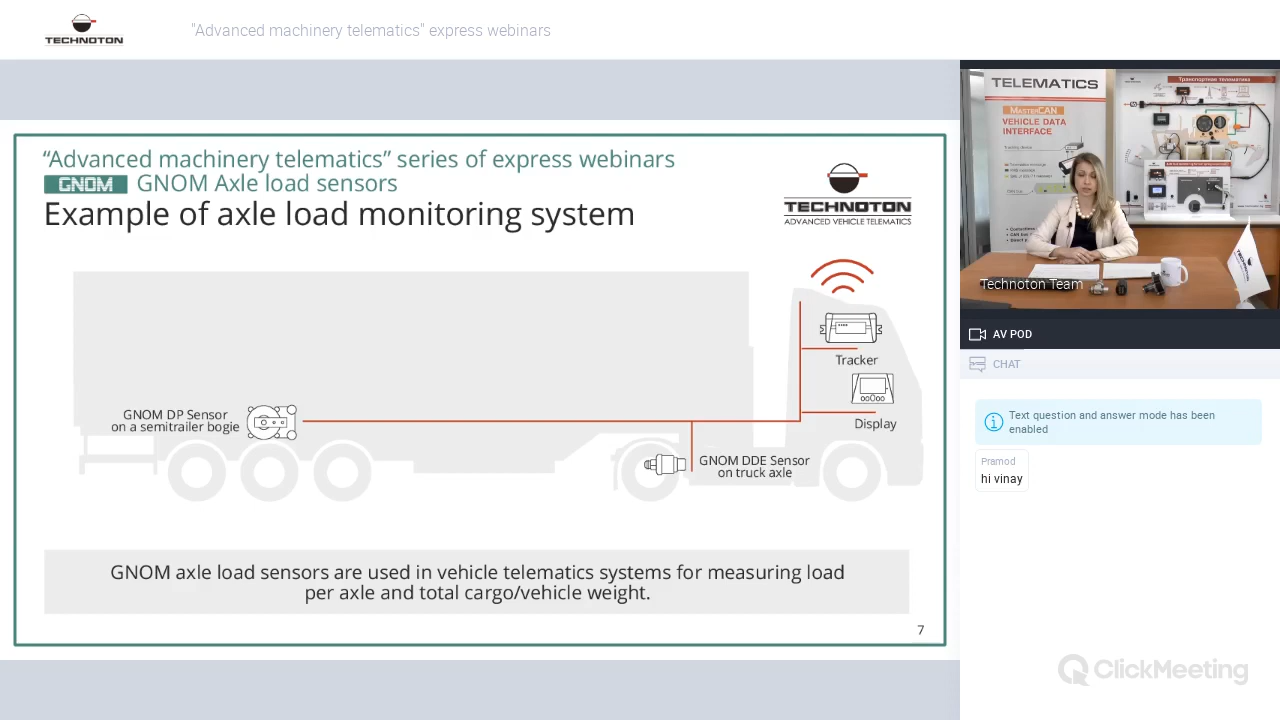 TECHNOTON
"Advanced machinery telematics" express webinars
“Advanced machinery telematics” series of express webinars
GNOM GNOM Axle load sensors
Example of axle load monitoring system
TECHNOTON
ADVANCED VEHICLE TELEMATICS
Tracker
Display
GNOM DP Sensor
on a semitrailer bogie
GNOM DDE Sensor
on truck axle
GNOM axle load sensors are used in vehicle telematics systems for measuring load
per axle and total cargo/vehicle weight.
7
TELEMATICS
MasterCAN
VEHICLE DATA
INTERFACE
Транспортная телематика
TECHNOTON
Technoton Team
AV POD
CHAT
Text question and answer mode has been
enabled
Pramod
hi vinay
ClickMeeting